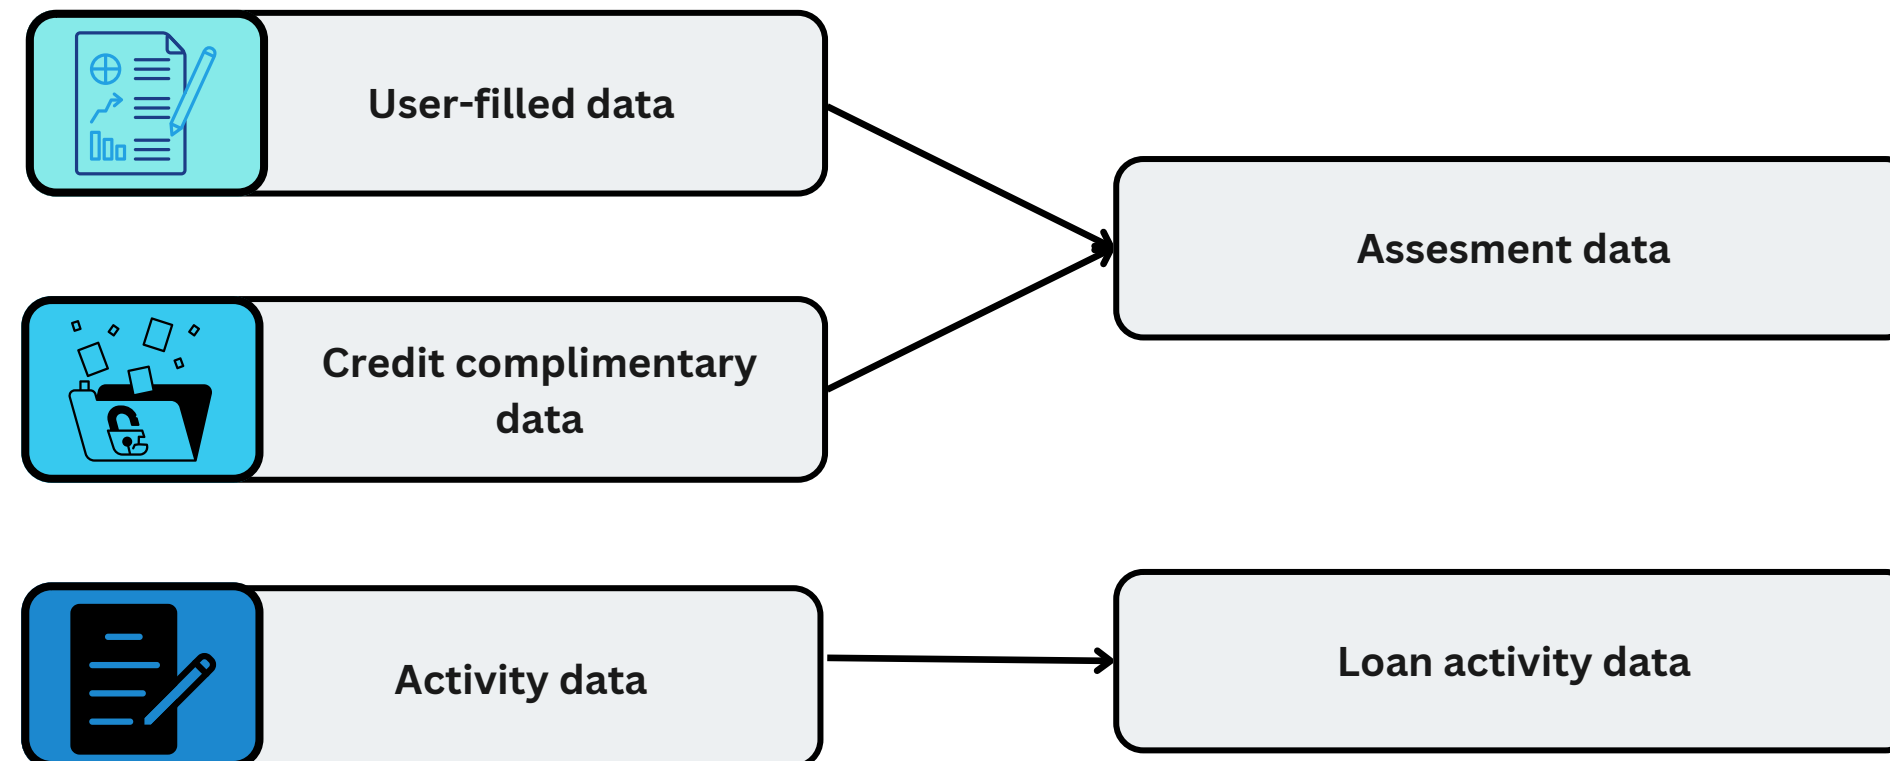 User-filled data
Assesment data
Credit complimentary
data
Activity data
Loan activity data